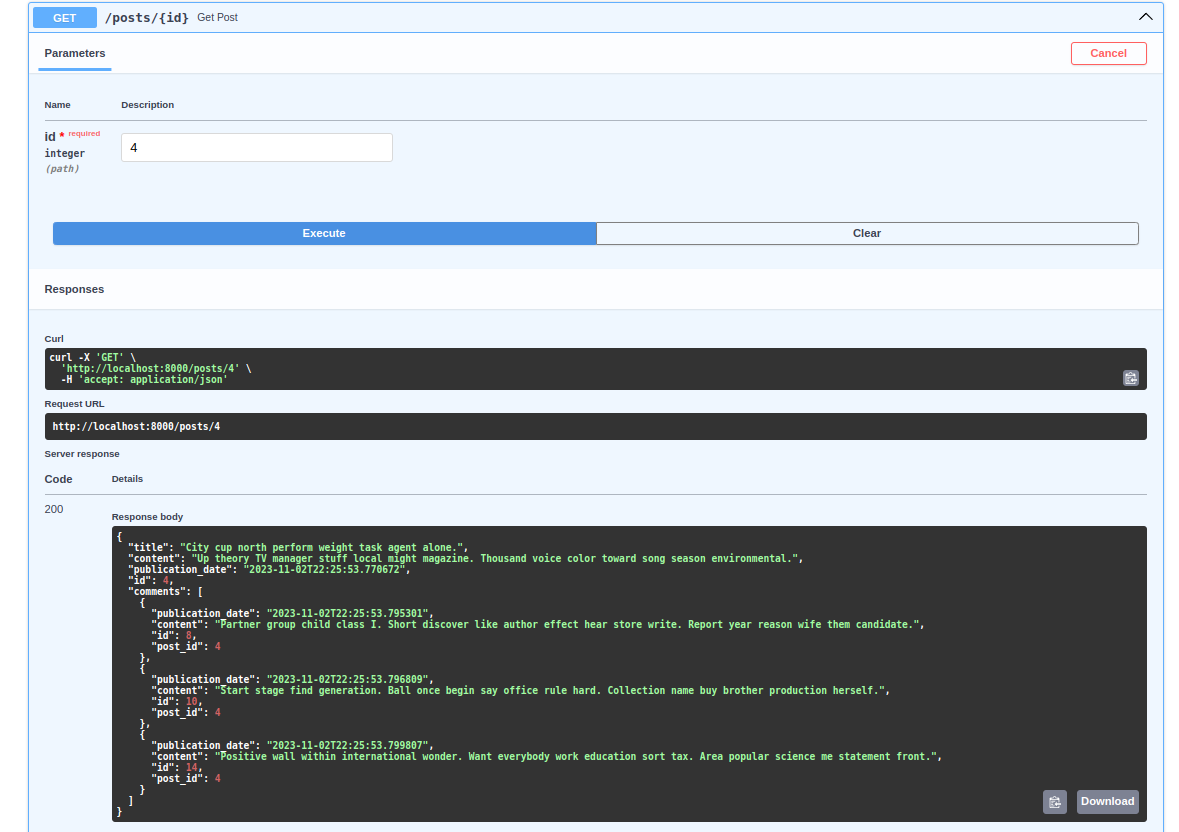 GET /posts/{id} Get Post
Parameters
Cancel
Name Description
id * required
integer
(path)
4
Execute Clear
Responses
Curl
curl -X 'GET' \
  'http://localhost:8000/posts/4' \
  -H 'accept: application/json'
Request URL
http://localhost:8000/posts/4
Server response
Code Details
200
Response body
{
  "title": "City cup north perform weight task agent alone.",
  "content": "Up theory TV manager stuff local might magazine. Thousand voice color toward song season environmental.",
  "publication_date": "2023-11-02T22:25:53.770672",
  "id": 4,
  "comments": [
    {
      "publication_date": "2023-11-02T22:25:53.795301",
      "content": "Partner group child class I. Short discover like author effect hear store write. Report year reason wife them candidate.",
      "id": 8,
      "post_id": 4
    },
    {
      "publication_date": "2023-11-02T22:25:53.796809",
      "content": "Start stage find generation. Ball once begin say office rule hard. Collection name buy brother production herself.",
      "id": 10,
      "post_id": 4
    },
    {
      "publication_date": "2023-11-02T22:25:53.799807",
      "content": "Positive wall within international wonder. Want everybody work education sort tax. Area popular science me statement front.",
      "id": 14,
      "post_id": 4
    }
  ]
}
Download